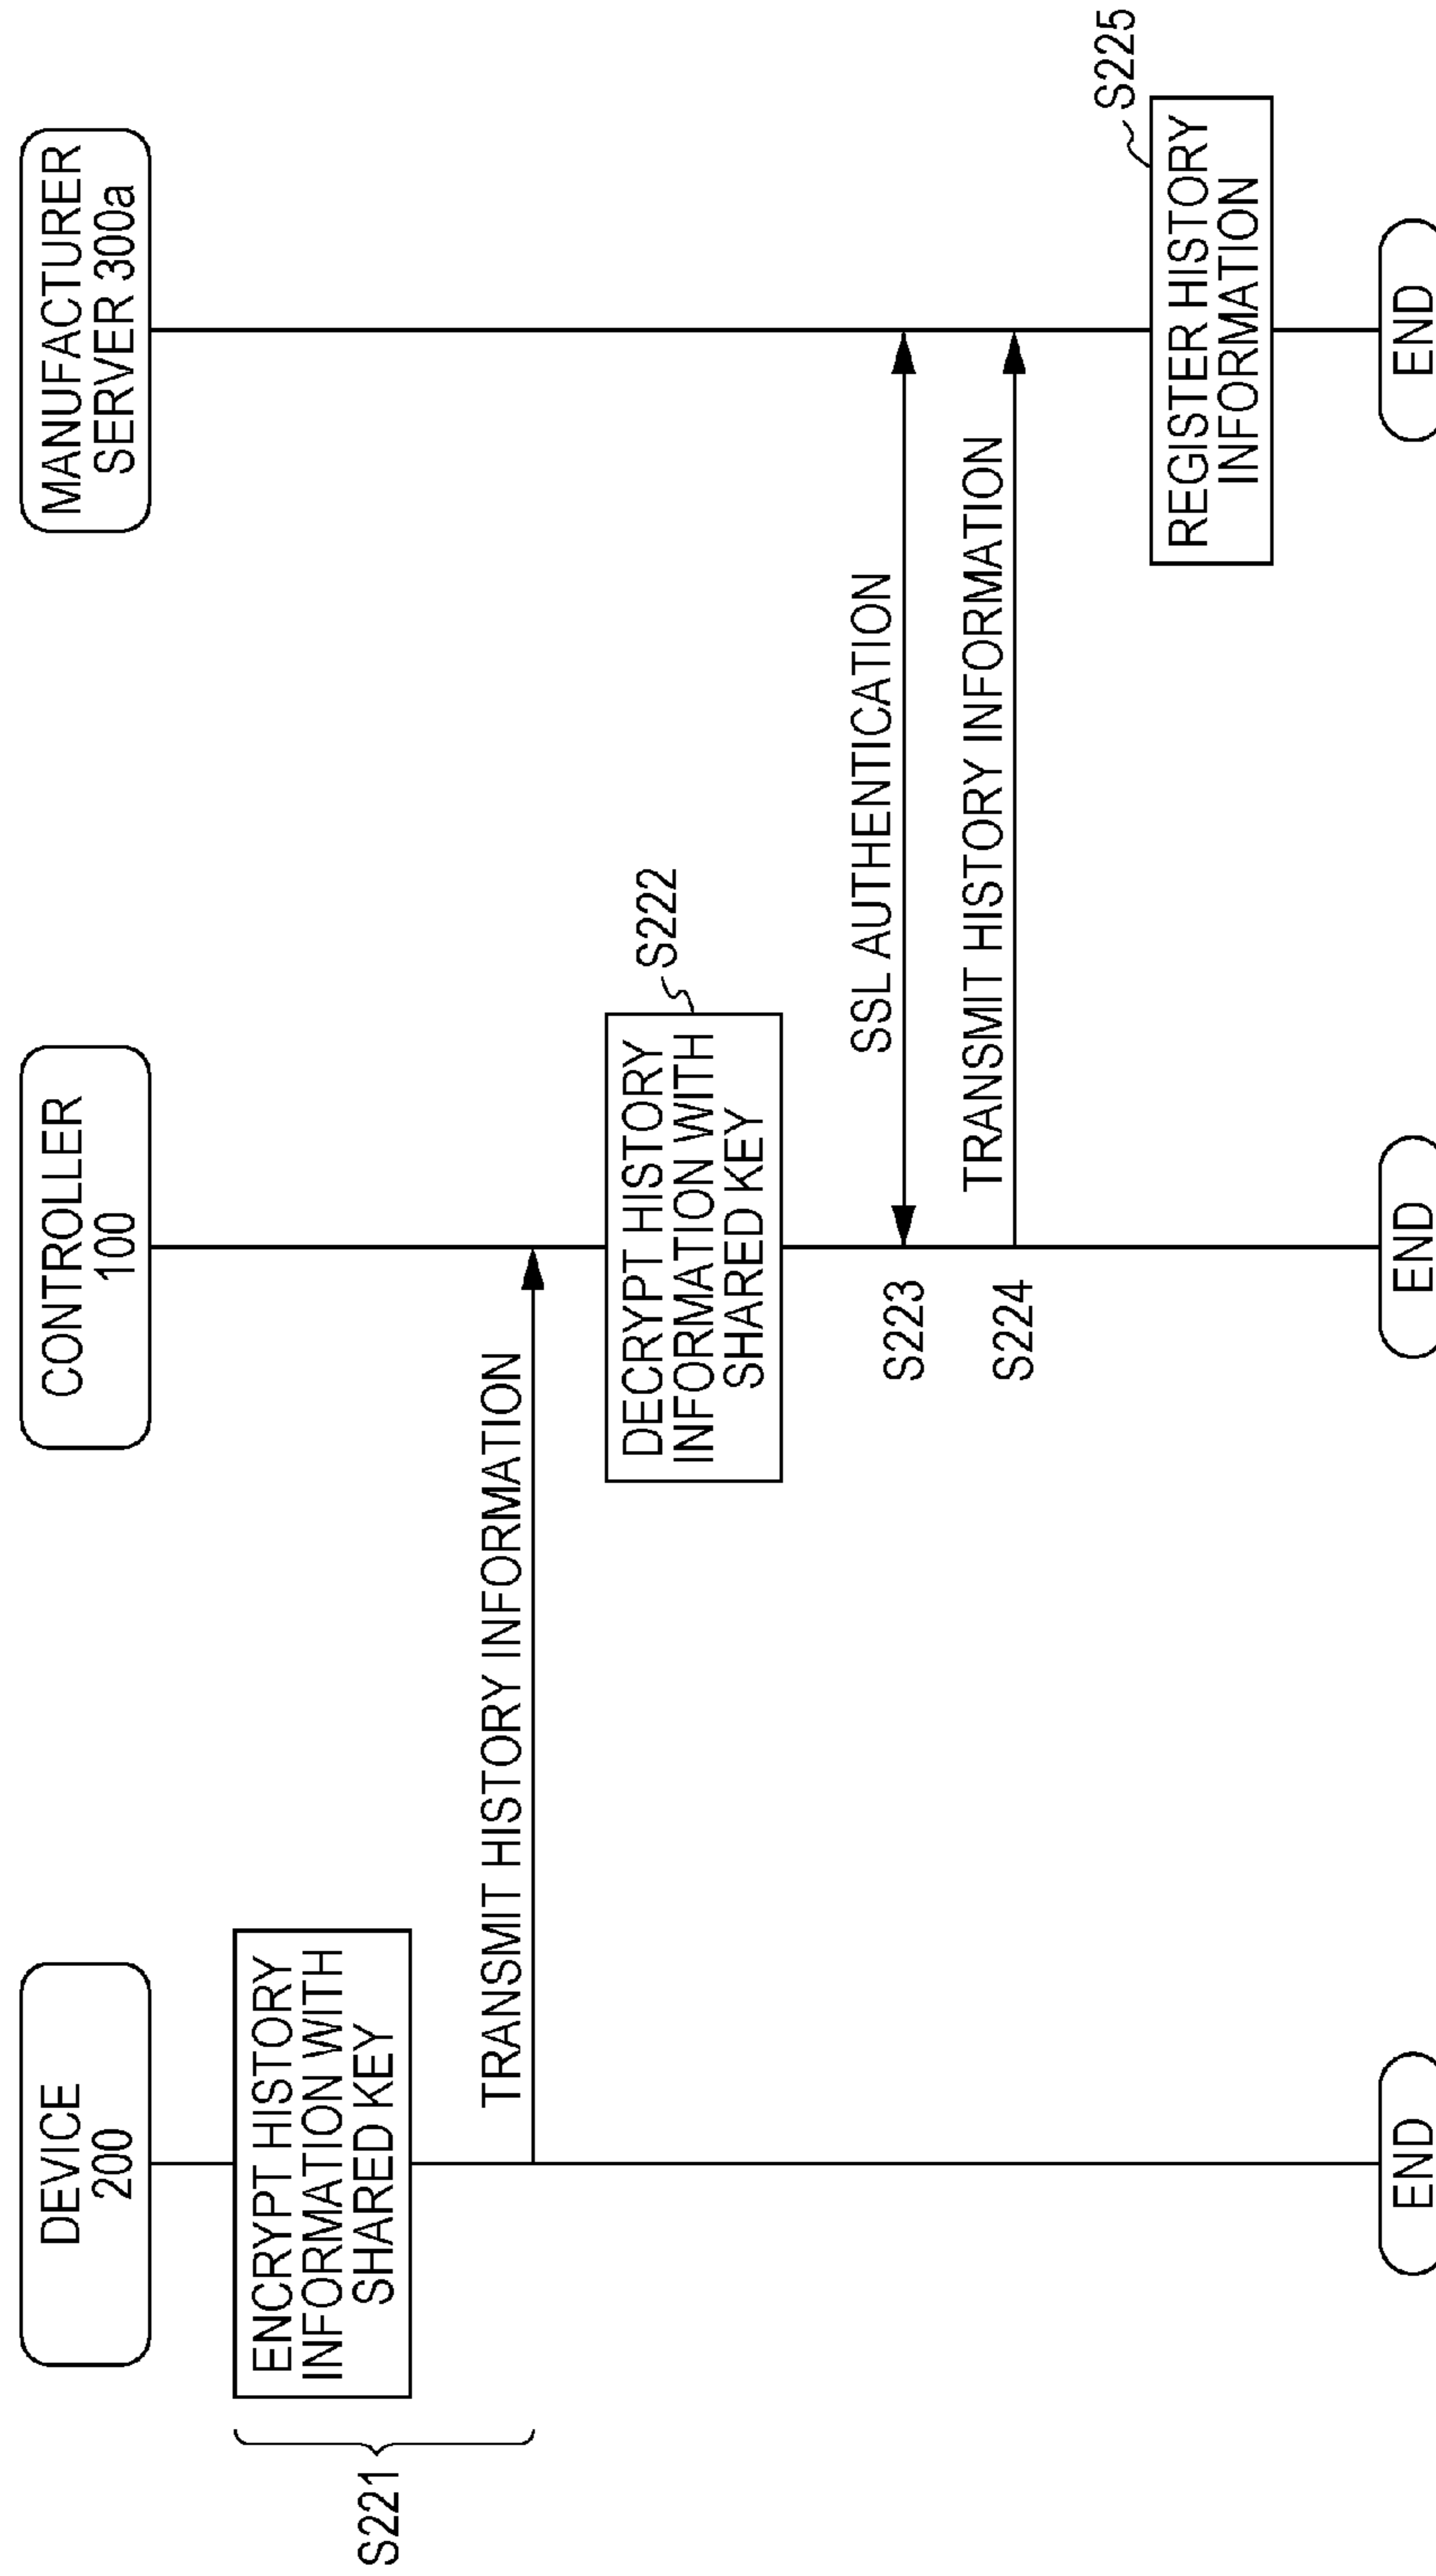 DEVICE
200
CONTROLLER
100
MANUFACTURER
SERVER 300a
S221
ENCRYPT HISTORY
INFORMATION WITH
SHARED KEY
TRANSMIT HISTORY INFORMATION
DECRYPT HISTORY
INFORMATION WITH
SHARED KEY
S222
S223
SSL AUTHENTICATION
S224
TRANSMIT HISTORY INFORMATION
S225
REGISTER HISTORY
INFORMATION
END
END
END